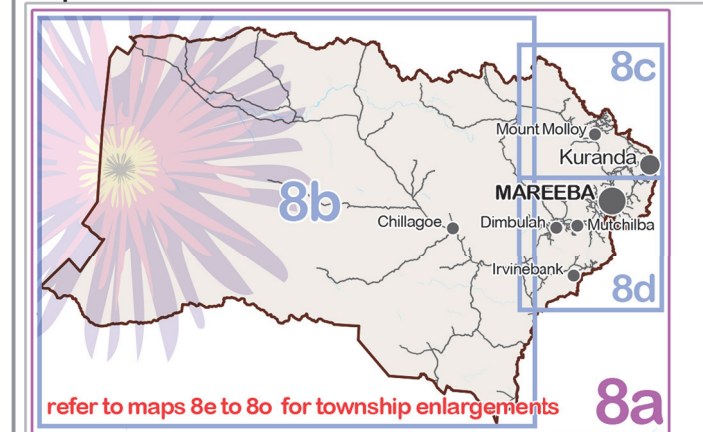 8c
Mount Molloy
Kuranda
MAREEBA
8b
Chillagoe
Dimbulah
Mutchilba
Irvinebank
8d
refer to maps 8e to 8o for township enlargements
8a